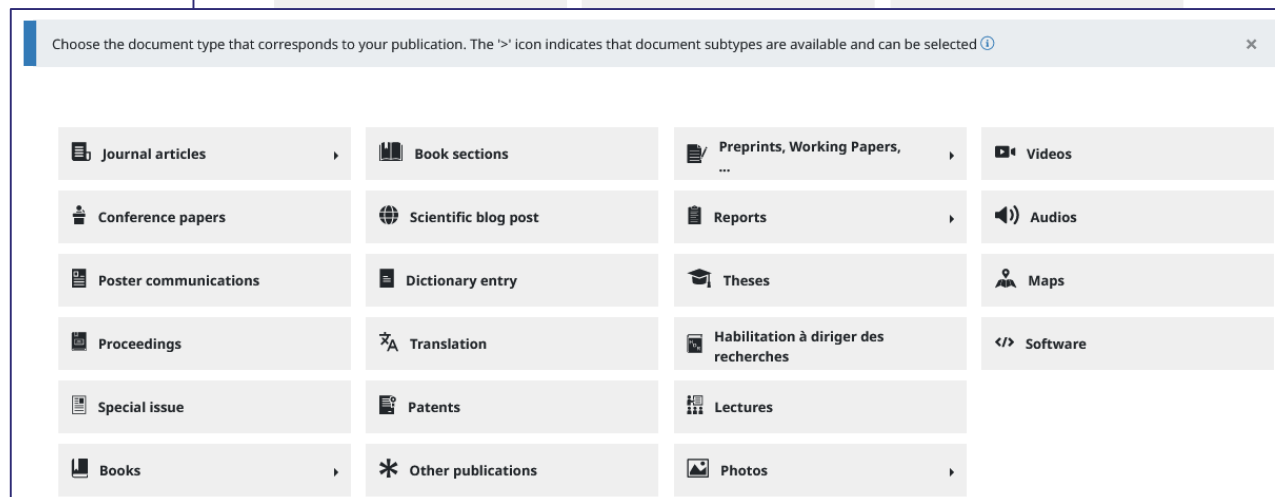 Choose the document type that corresponds to your publication. The '>' icon indicates that document subtypes are available and can be selected
Journal articles
Conference papers
Poster communications
Proceedings
Special issue
Books
Book sections
Scientific blog post
Dictionary entry
Translation
Patents
Other publications
Preprints, Working Papers,
...
Reports
Theses
Habilitation à diriger des
recherches
Lectures
Photos
Videos
Audios
Maps
Software